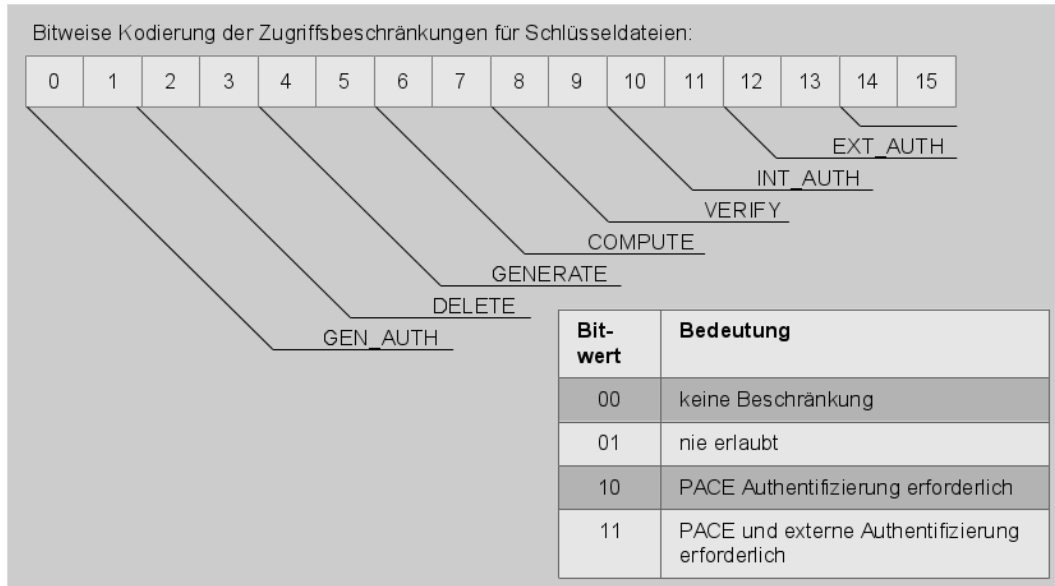 Bitweise Kodierung der Zugriffsbeschränkungen für Schlüsseldateien:
0 1 2 3 4 5 6 7 8 9 10 11 12 13 14 15
EXT_AUTH
INT_AUTH
VERIFY
COMPUTE
GENERATE
DELETE
GEN_AUTH
Bit-
wert
Bedeutung
00 keine Beschränkung
01 nie erlaubt
10 PACE Authentifizierung erforderlich
11 PACE und externe Authentifizierung
erforderlich